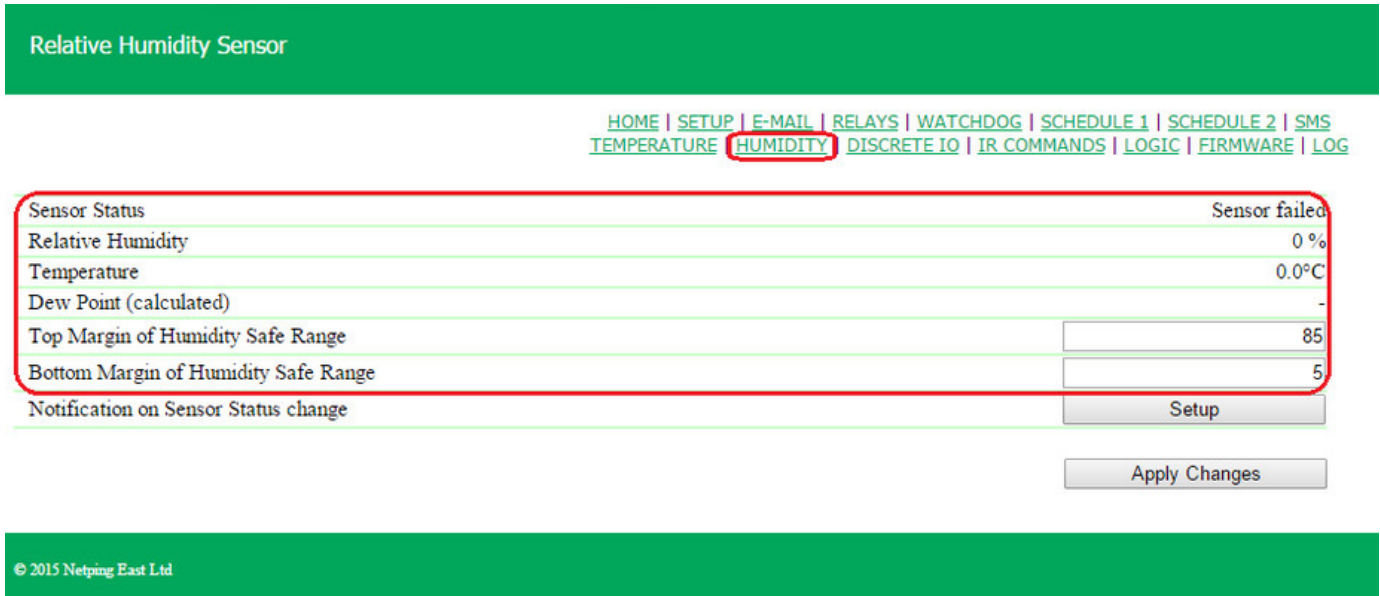 Relative Humidity Sensor
HOME | SETUP | E-MAIL | RELAYS | WATCHDOG | SCHEDULE 1 | SCHEDULE 2 | SMS
TEMPERATURE | HUMIDITY | DISCRETE IO | IR COMMANDS | LOGIC | FIRMWARE | LOG
Sensor Status Sensor failed
Relative Humidity 0 %
Temperature 0.0°C
Dew Point (calculated) -
Top Margin of Humidity Safe Range 85
Bottom Margin of Humidity Safe Range 5
Notification on Sensor Status change Setup
Apply Changes
© 2015 Netping East Ltd